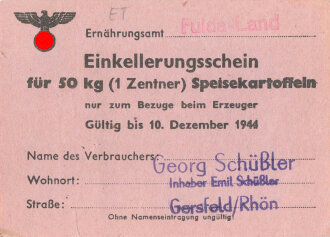 ET
Ernährungsamt Fulda-Land
Einkellerungsschein
für 50 kg (1 Zentner) Speisekartoffeln
nur zum Bezuge beim Erzeuger
Gültig bis 10. Dezember 1944
Name des Verbrauchers: Georg Schüßler
Wohnort: Inhaber Emil Schüßler
Straße: Gersfeld/Rhön
Ohne Namenseintragung ungültig!